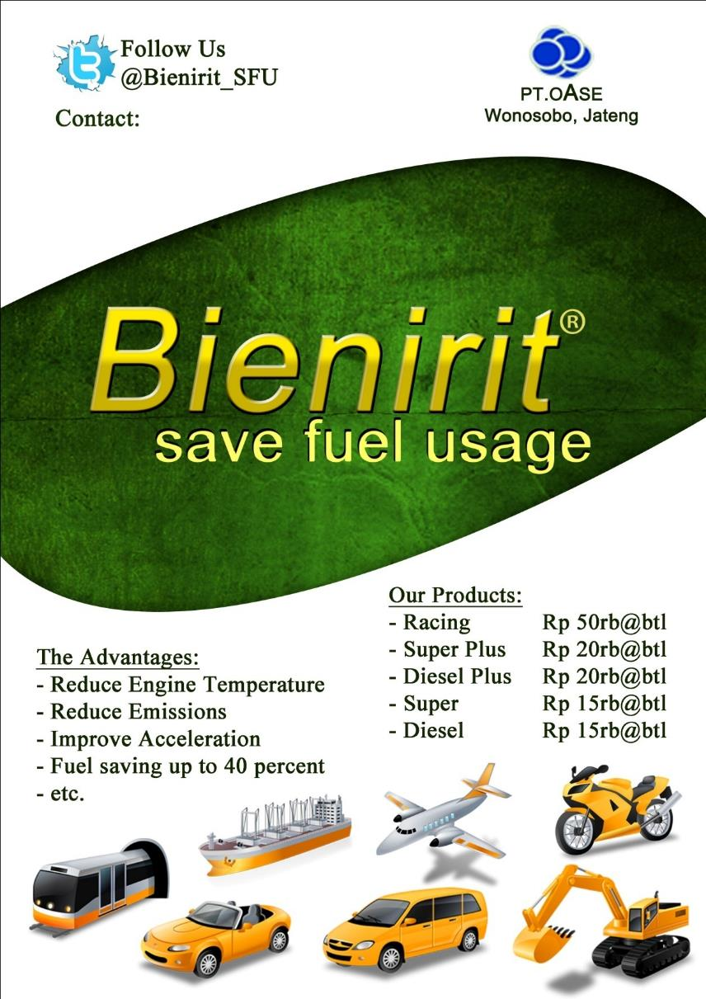 Follow Us
@Bienirit_SFU
Contact:
PT.OASE
Wonosobo, Jateng
Bienirit®
save fuel usage
The Advantages:
- Reduce Engine Temperature
- Reduce Emissions
- Improve Acceleration
- Fuel saving up to 40 percent
- etc.
Our Products:
- Racing Rp 50rb@btl
- Super Plus Rp 20rb@btl
- Diesel Plus Rp 20rb@btl
- Super Rp 15rb@btl
- Diesel Rp 15rb@btl